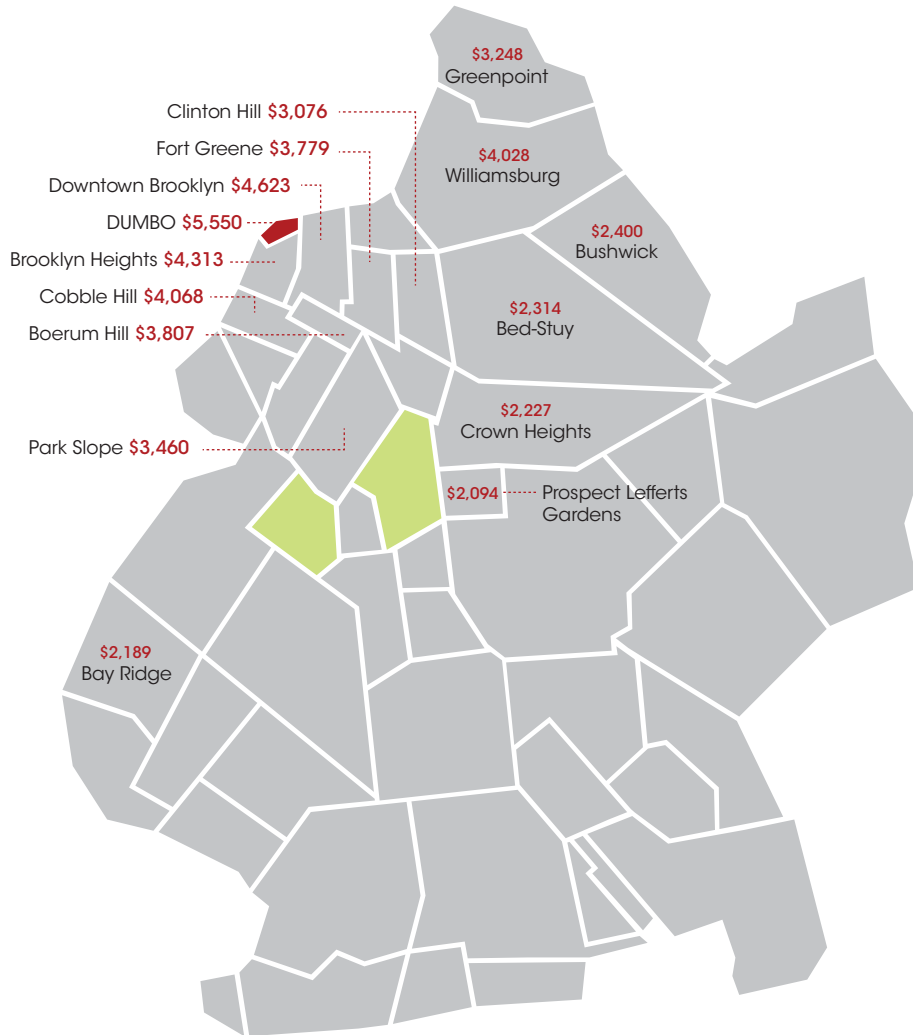 $3,248
Greenpoint
Clinton Hill $3,076
Fort Greene $3,779
$4,028
Williamsburg
Downtown Brooklyn $4,623
DUMBO $5,550
$2,400
Bushwick
Brooklyn Heights $4,313
Cobble Hill $4,068
$2,314
Bed-Stuy
Boerum Hill $3,807
$2,227
Crown Heights
Park Slope $3,460
$2,094 Prospect Lefferts
Gardens
$2,189
Bay Ridge